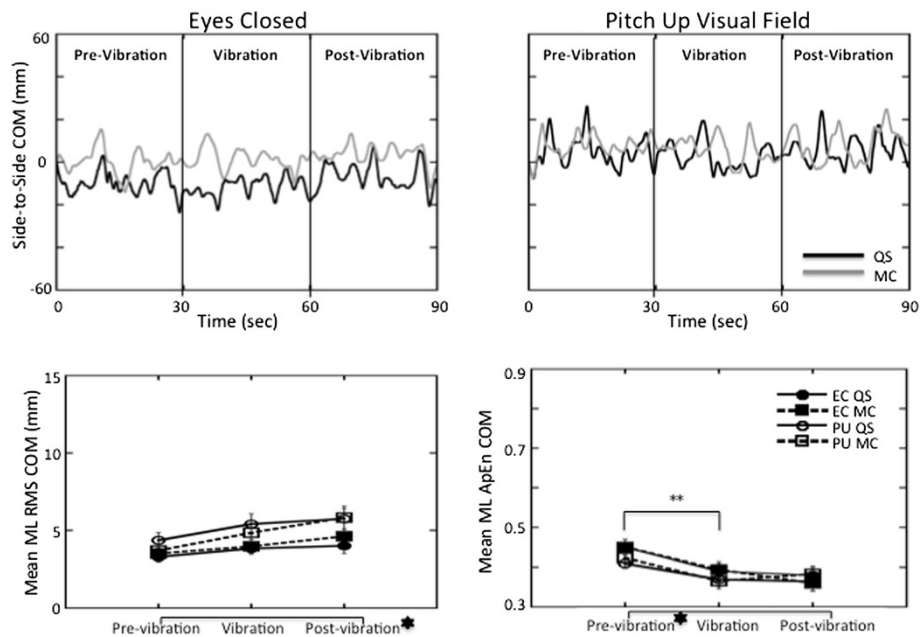 Eyes Closed
Pitch Up Visual Field
60
Pre-Vibration Vibration Post-Vibration
Pre-Vibration Vibration Post-Vibration
Side-to-Side COM (mm)
0
-60
QS
MC
0 30 60 90
Time (sec)
0 30 60 90
Time (sec)
15
10
5
0
Mean ML RMS COM (mm)
Pre-vibration Vibration Post-vibration
0.9
0.7
0.5
0.3
Mean ML ApEn COM
EC QS
EC MC
PU QS
PU MC
**
Pre-vibration Vibration Post-vibration